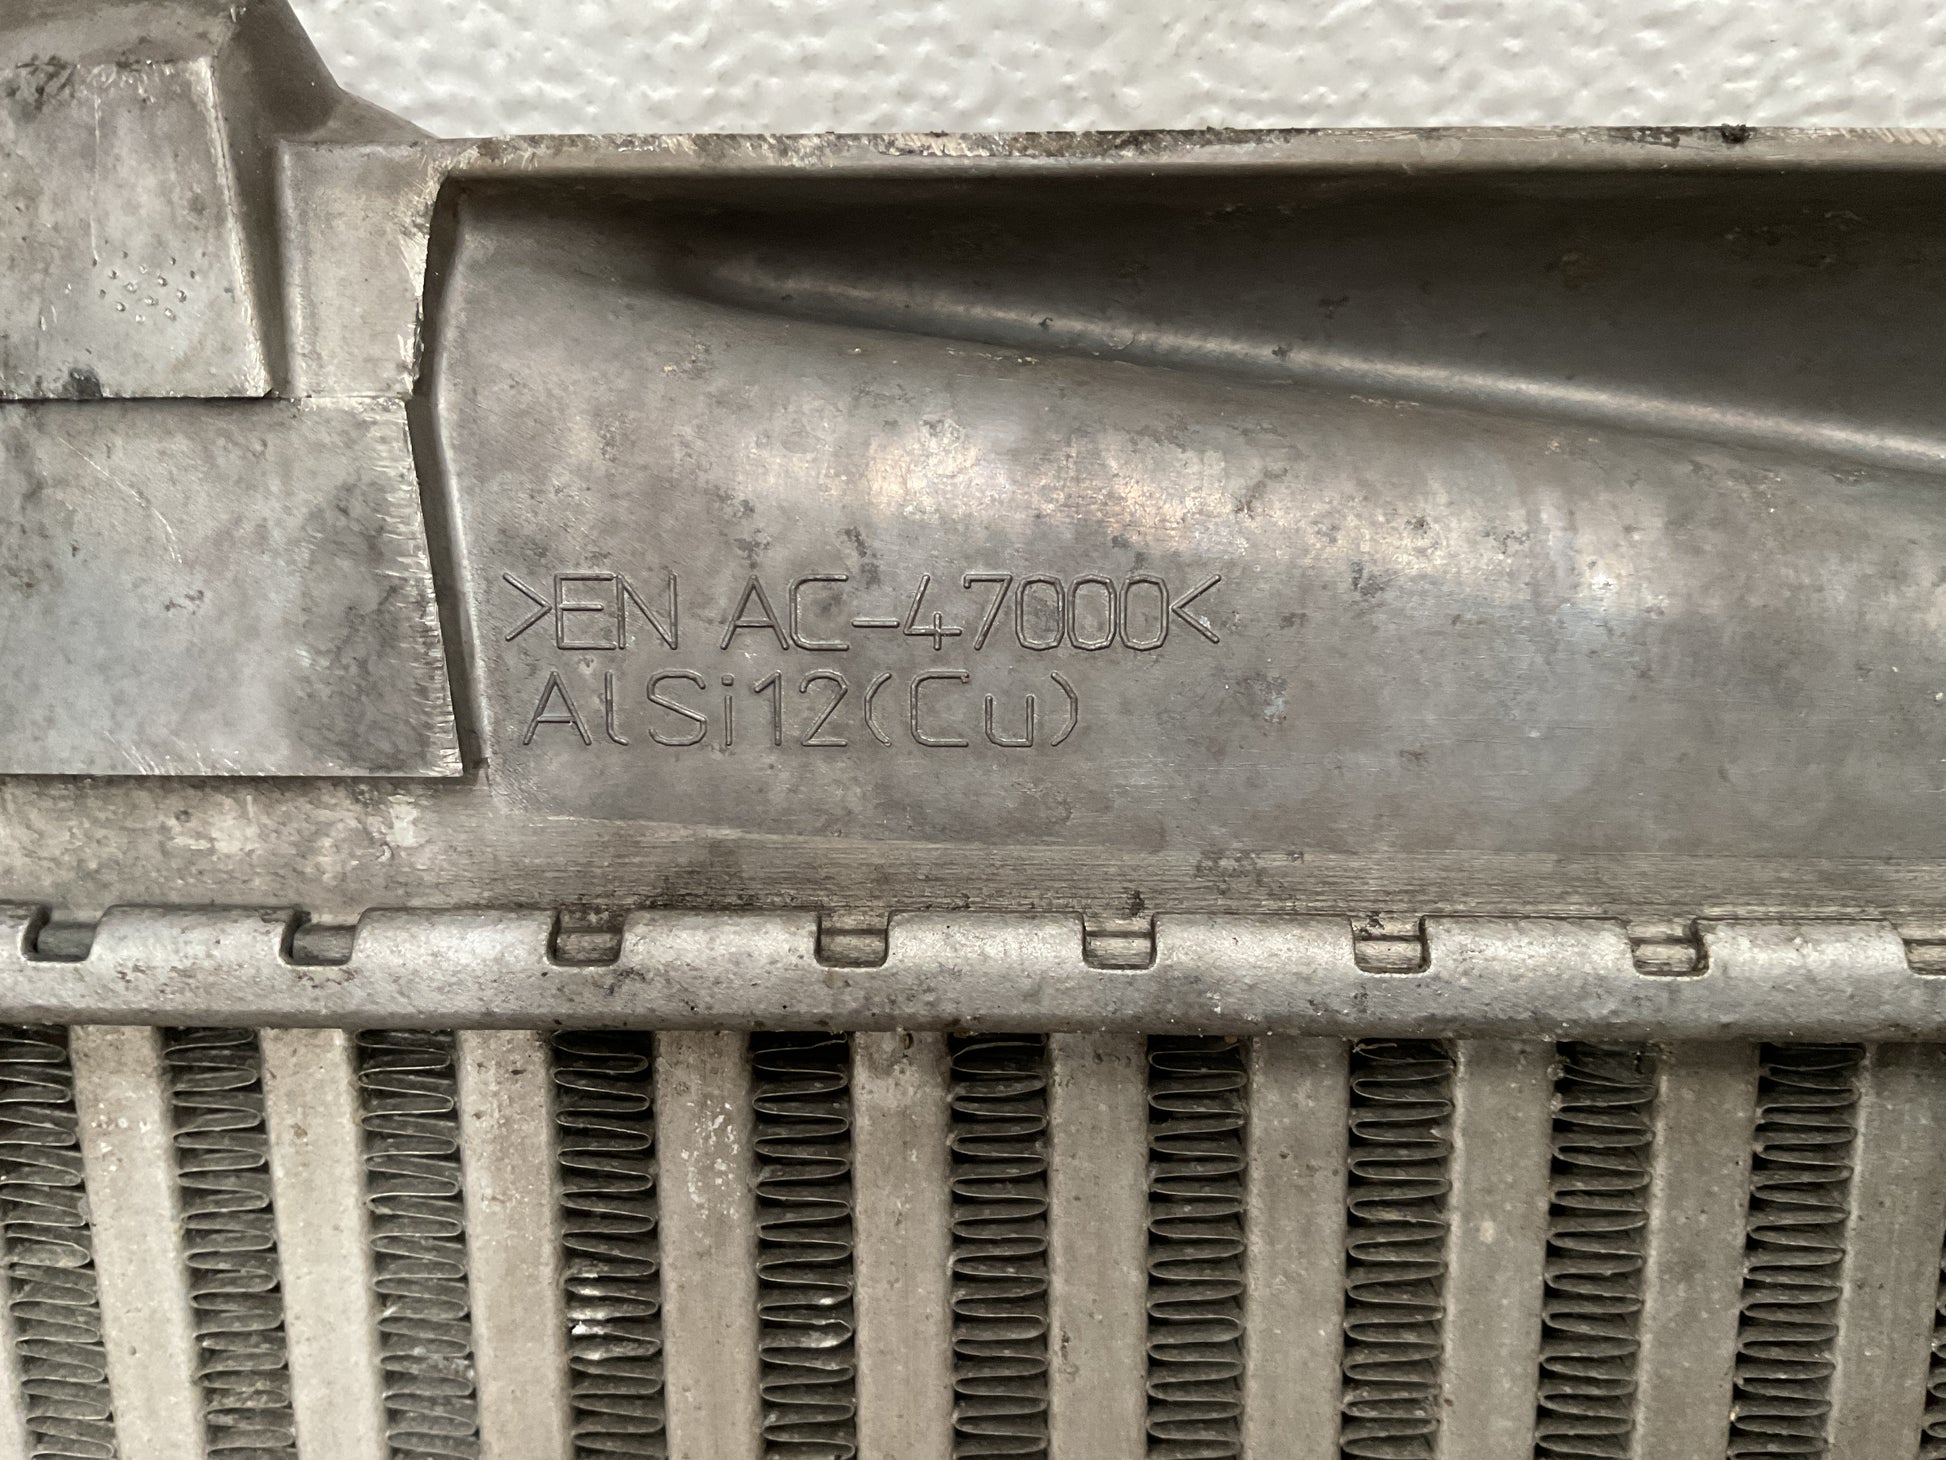 >EN AC-47000<
AlSi12(Cu)